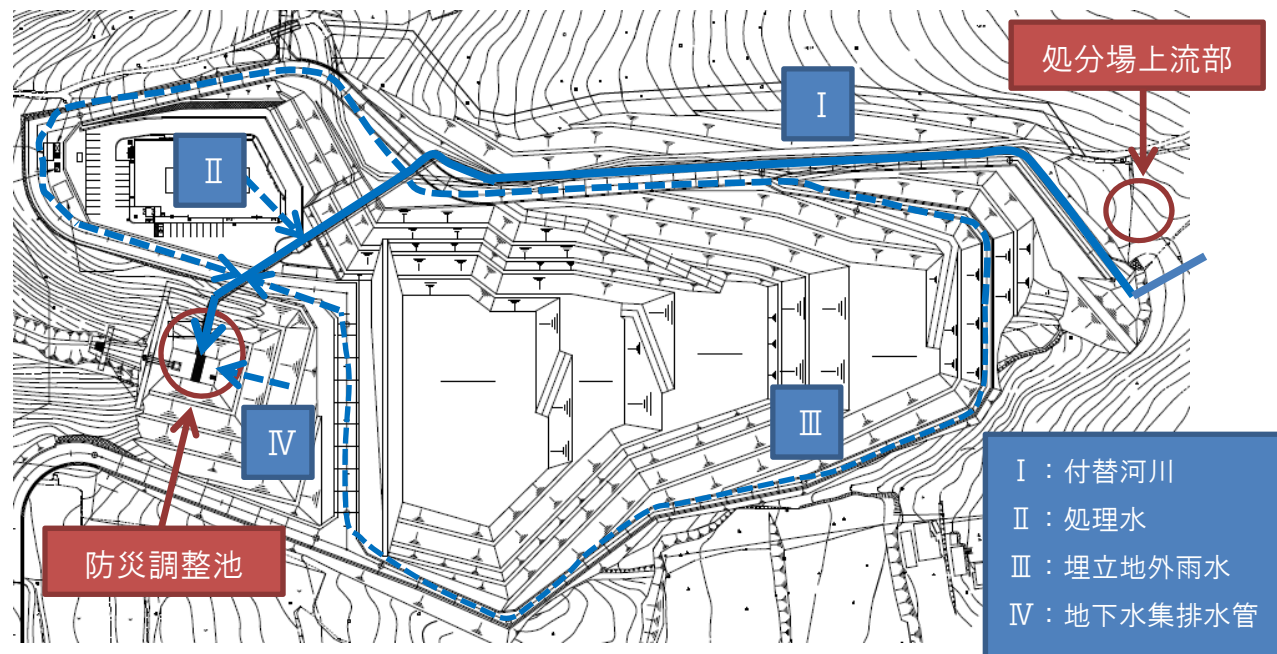 処分場上流部
Ⅰ
Ⅱ
Ⅲ
Ⅳ
防災調整池
Ⅰ：付替河川
Ⅱ：処理水
Ⅲ：埋立地外雨水
Ⅳ：地下水集排水管